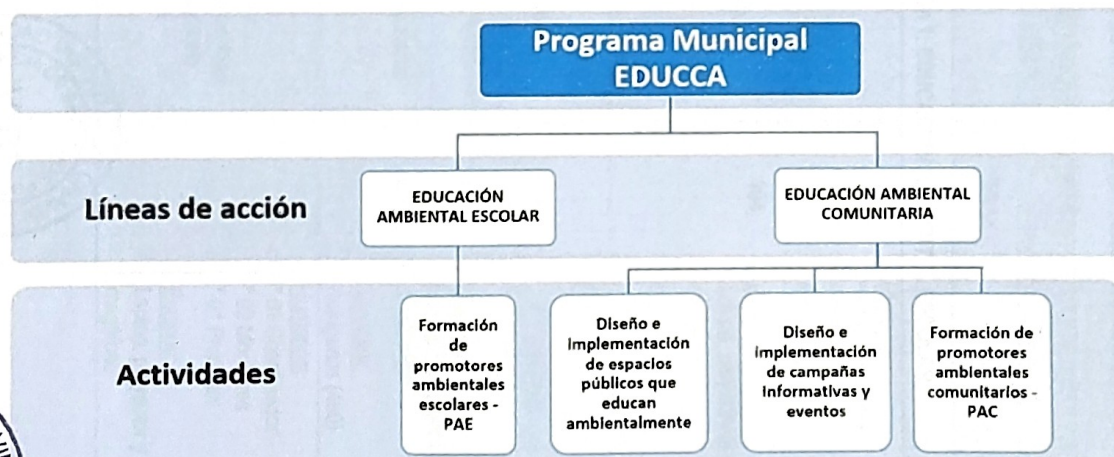 Programa Municipal
EDUCCA
Líneas de acción
EDUCACIÓN
AMBIENTAL ESCOLAR
EDUCACIÓN AMBIENTAL
COMUNITARIA
Actividades
Formación
de
promotores
ambientales
escolares -
PAE
Diseño e
implementación
de espacios
públicos que
educan
ambientalmente
Diseño e
implementación
de campañas
informativas y
eventos
Formación de
promotores
ambientales
comunitarios -
PAC